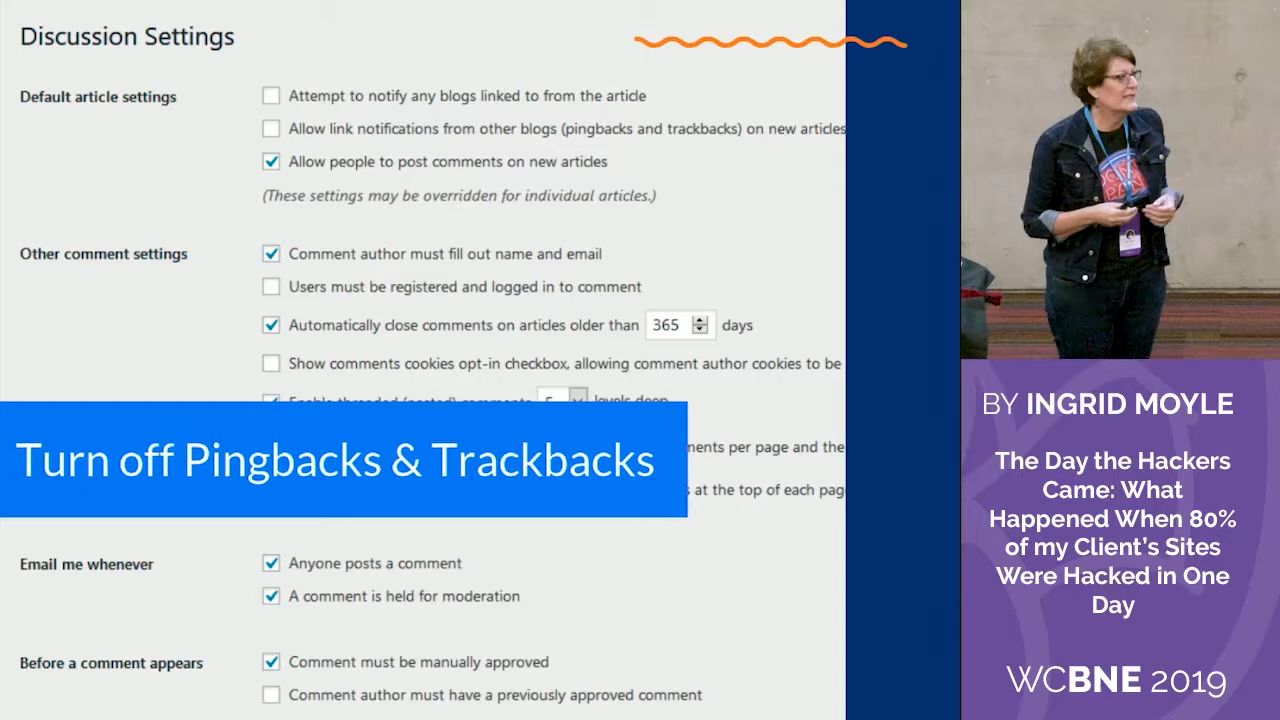 Discussion Settings
Default article settings
Attempt to notify any blogs linked to from the article
Allow link notifications from other blogs (pingbacks and trackbacks) on new articles
Allow people to post comments on new articles
(These settings may be overridden for individual articles.)
Other comment settings
Comment author must fill out name and email
Users must be registered and logged in to comment
Automatically close comments on articles older than 365 days
Show comments cookies opt-in checkbox, allowing comment author cookies to be
Enable threaded (nested) comments 5 levels deep
Turn off Pingbacks & Trackbacks
per page and the
at the top of each
Email me whenever
Anyone posts a comment
A comment is held for moderation
Before a comment appears
Comment must be manually approved
Comment author must have a previously approved comment
BY INGRID MOYLE
The Day the Hackers
Came: What
Happened When 80%
of my Client's Sites
Were Hacked in One
Day
WCBNE 2019